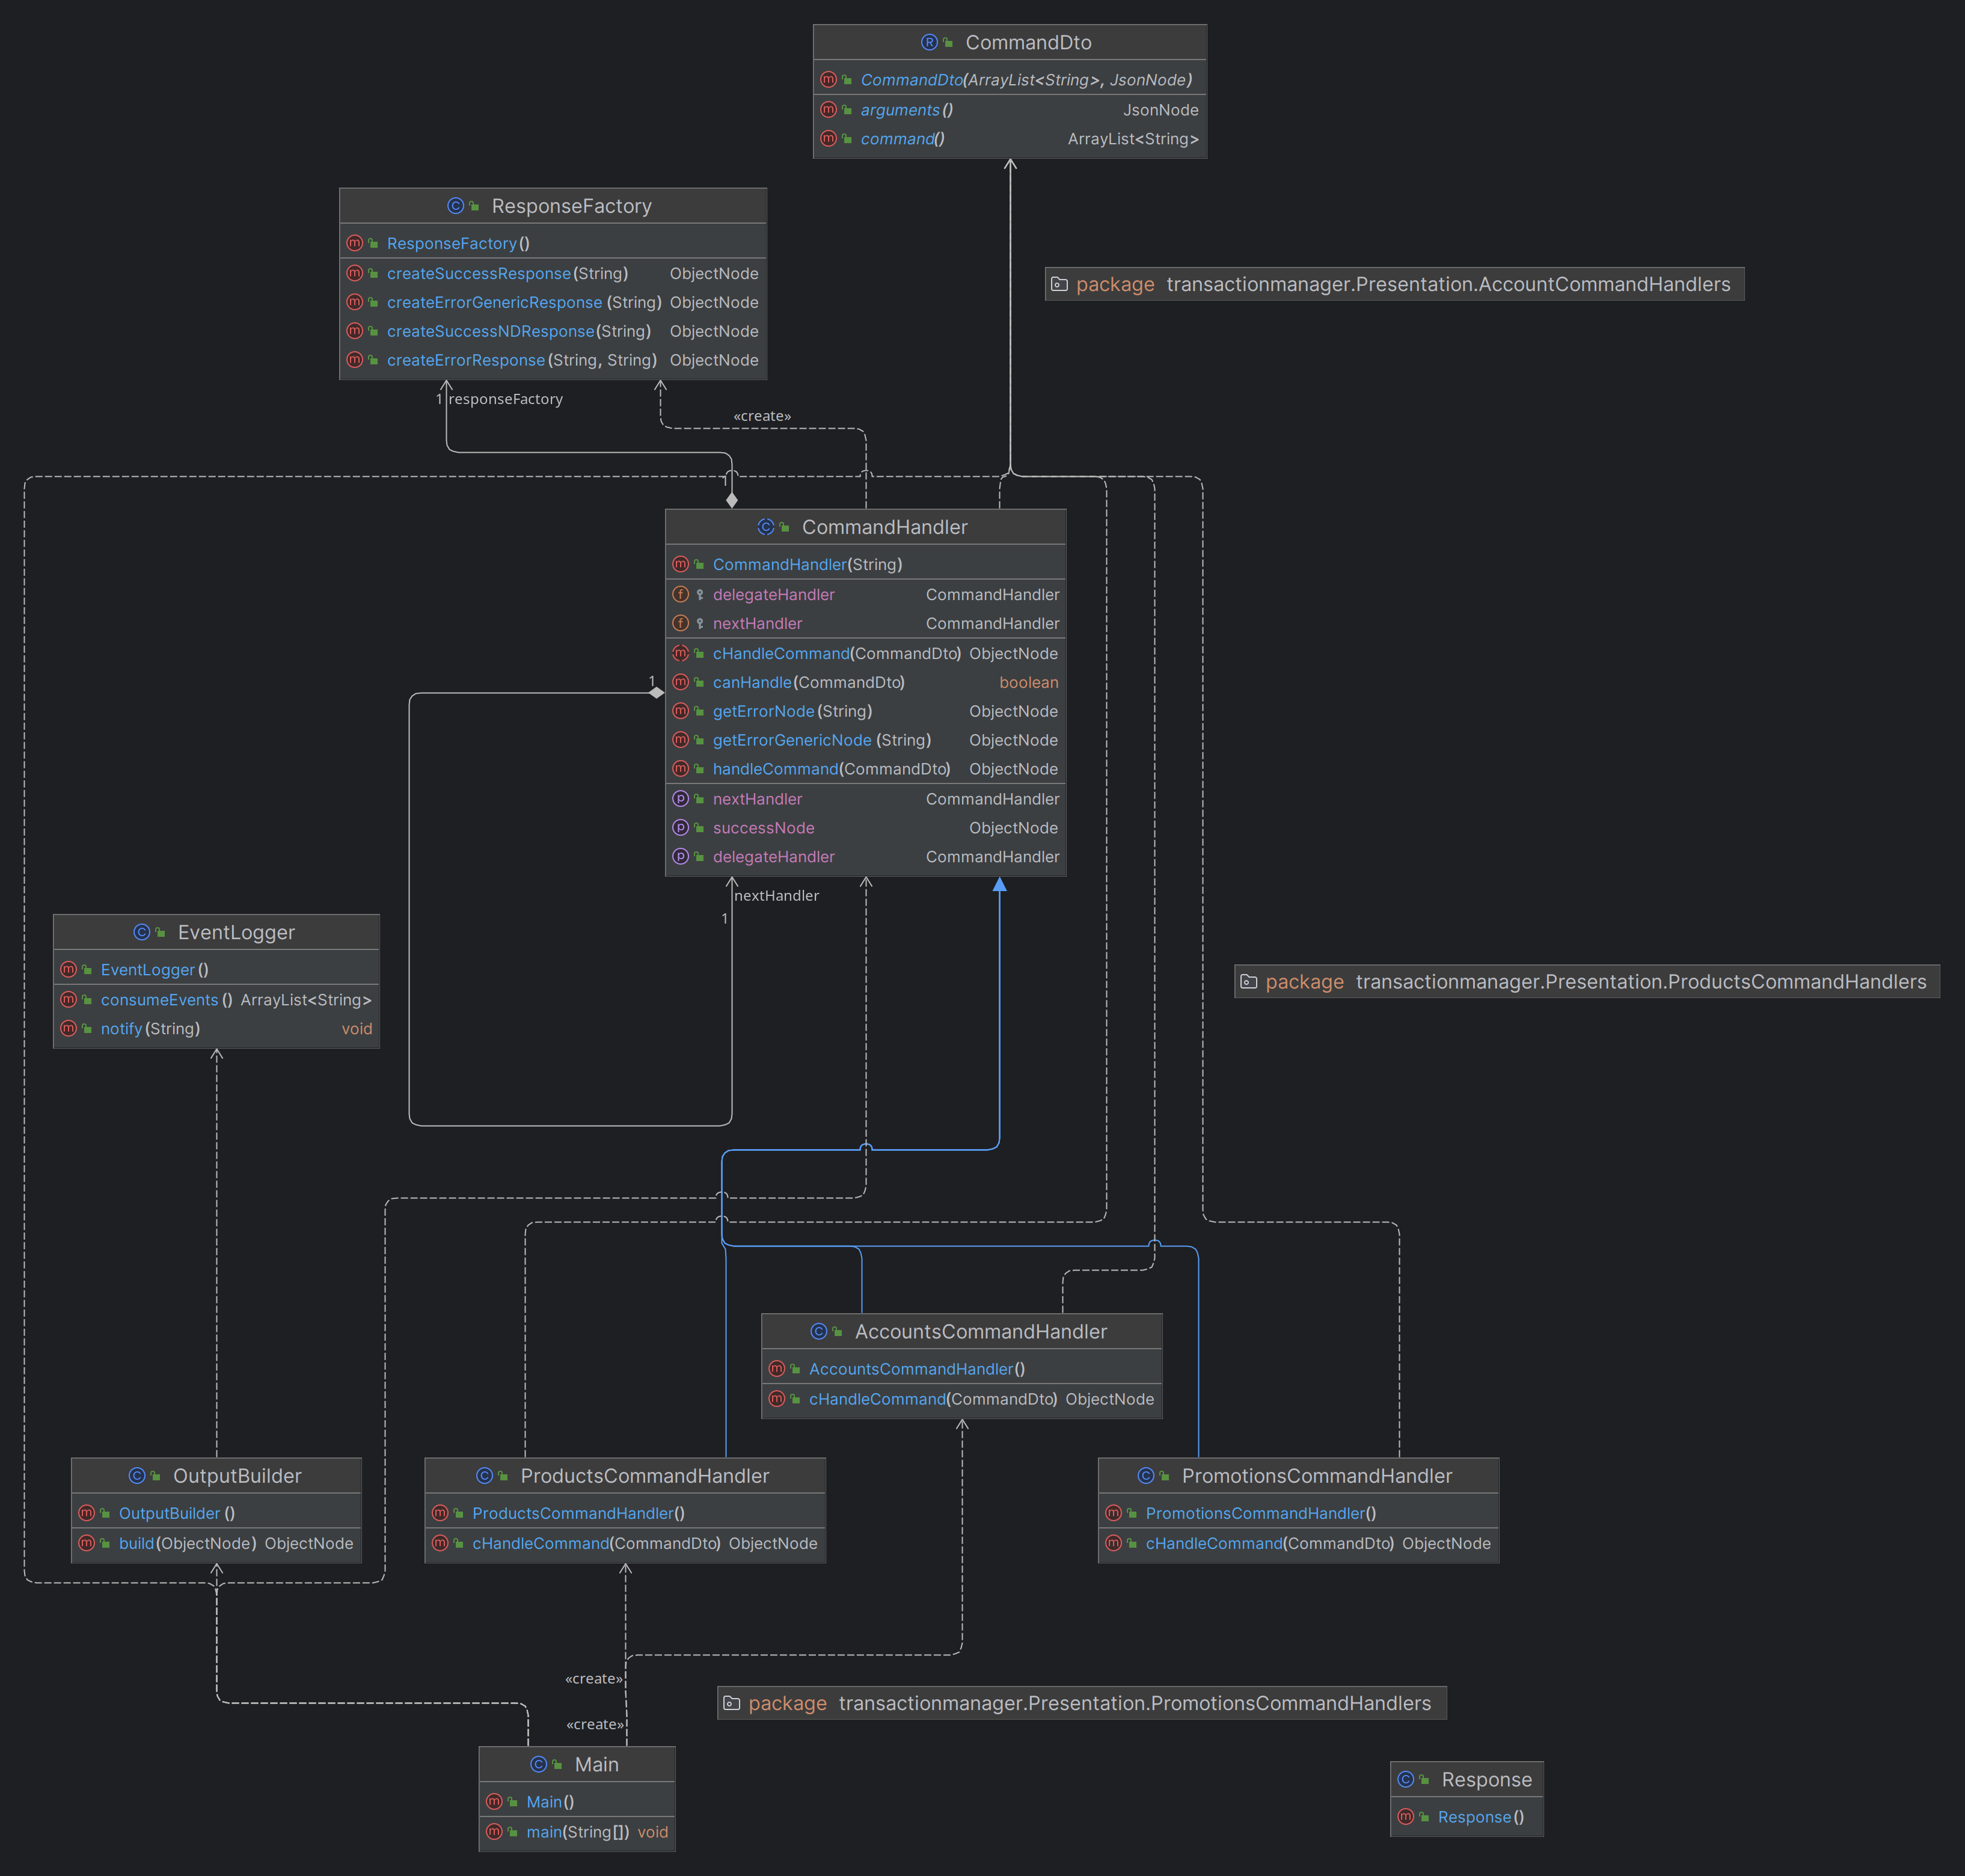 R CommandDto
m CommandDto(ArrayList<String>, JsonNode)
m arguments() JsonNode
m command() ArrayList<String>
C ResponseFactory
m ResponseFactory()
m createSuccessResponse(String) ObjectNode
m createErrorGenericResponse (String) ObjectNode
m createSuccessNDResponse(String) ObjectNode
m createErrorResponse(String, String) ObjectNode
package transactionmanager.Presentation.AccountCommandHandlers
1 responseFactory
«create»
1
C CommandHandler
m CommandHandler(String)
f delegateHandler CommandHandler
f nextHandler CommandHandler
m cHandleCommand(CommandDto) ObjectNode
m canHandle(CommandDto) boolean
m getErrorNode(String) ObjectNode
m getErrorGenericNode (String) ObjectNode
m handleCommand(CommandDto) ObjectNode
p nextHandler CommandHandler
p successNode ObjectNode
p delegateHandler CommandHandler
1
nextHandler
1
C EventLogger
m EventLogger()
m consumeEvents() ArrayList<String>
m notify(String) void
package transactionmanager.Presentation.ProductsCommandHandlers
C AccountsCommandHandler
m AccountsCommandHandler()
m cHandleCommand(CommandDto) ObjectNode
C OutputBuilder
m OutputBuilder()
m build(ObjectNode) ObjectNode
C ProductsCommandHandler
m ProductsCommandHandler()
m cHandleCommand(CommandDto) ObjectNode
C PromotionsCommandHandler
m PromotionsCommandHandler()
m cHandleCommand(CommandDto) ObjectNode
«create»
«create»
package transactionmanager.Presentation.PromotionsCommandHandlers
C Main
m Main()
m main(String[]) void
C Response
m Response()